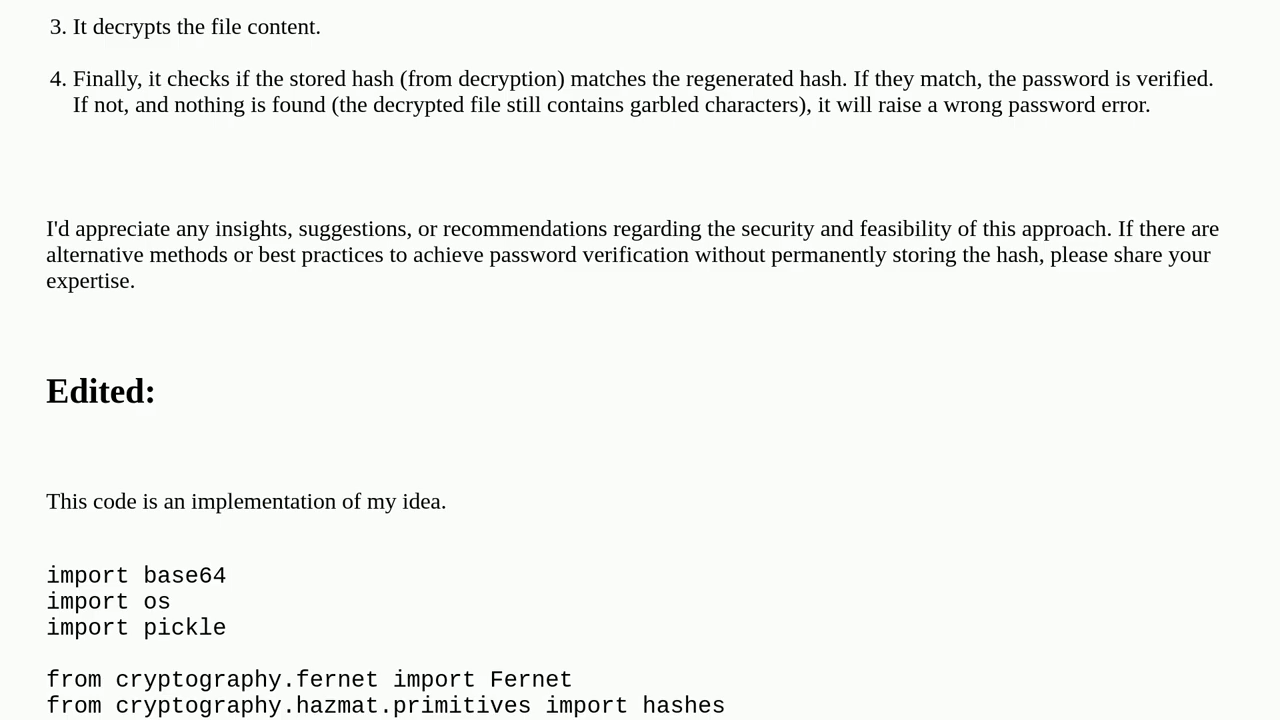 3. It decrypts the file content.
4. Finally, it checks if the stored hash (from decryption) matches the regenerated hash. If they match, the password is verified.
If not, and nothing is found (the decrypted file still contains garbled characters), it will raise a wrong password error.
I'd appreciate any insights, suggestions, or recommendations regarding the security and feasibility of this approach. If there are
alternative methods or best practices to achieve password verification without permanently storing the hash, please share your
expertise.
Edited:
This code is an implementation of my idea.
import base64
import os
import pickle
from cryptography.fernet import Fernet
from cryptography.hazmat.primitives import hashes